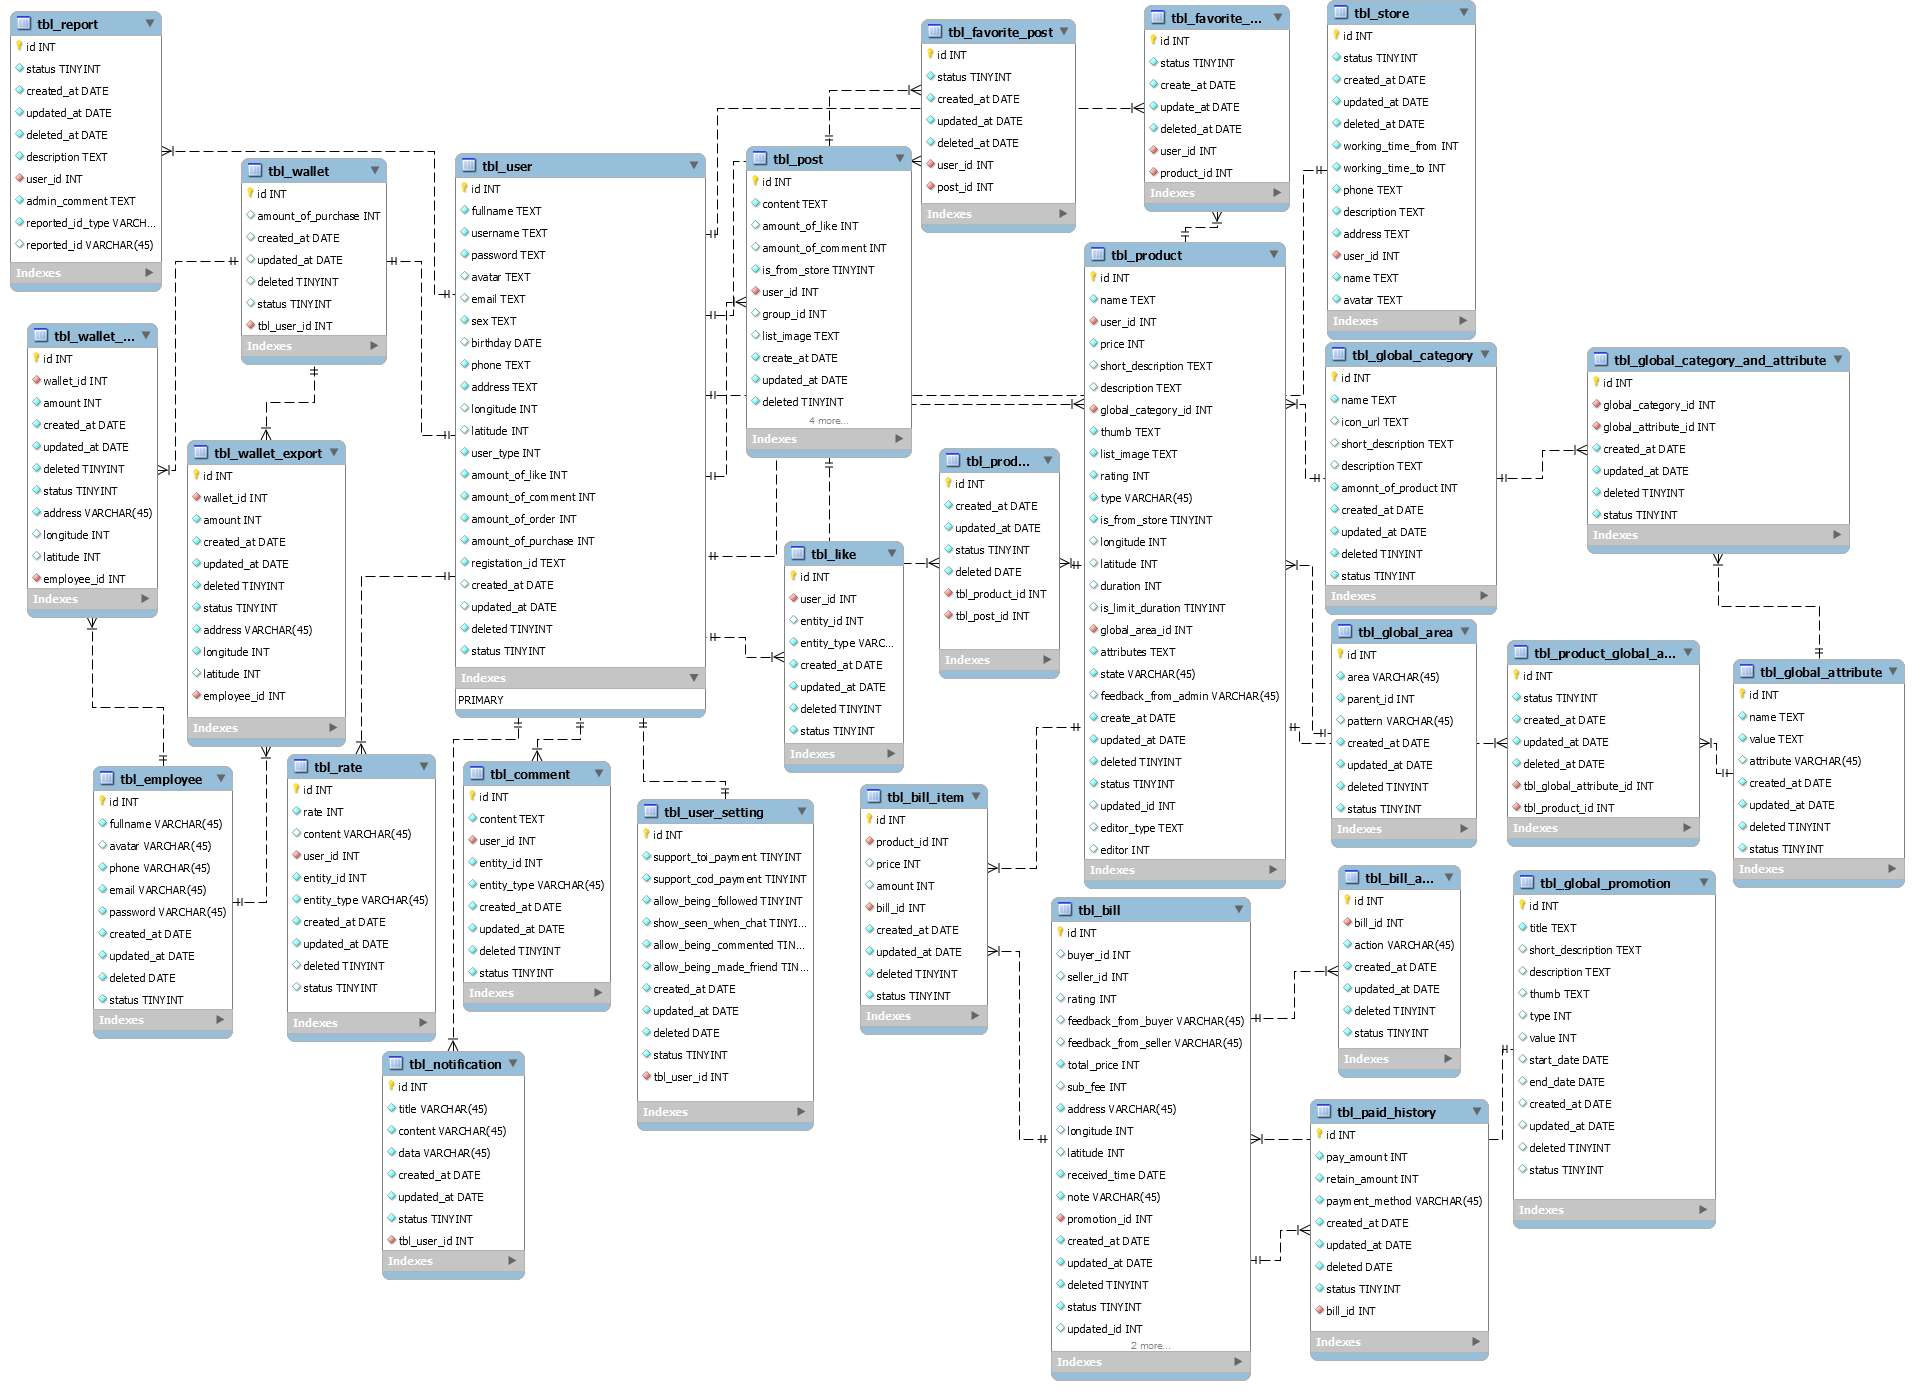 tbl_report
id INT
status TINYINT
created_at DATE
updated_at DATE
deleted_at DATE
description TEXT
user_id INT
admin_comment TEXT
reported_id_type VARCH...
reported_id VARCHAR(45)
Indexes
tbl_wallet
id INT
amount_of_purchase INT
created_at DATE
updated_at DATE
deleted TINYINT
status TINYINT
tbl_user_id INT
Indexes
tbl_wallet_...
id INT
wallet_id INT
amount INT
created_at DATE
updated_at DATE
deleted TINYINT
status TINYINT
address VARCHAR(45)
longitude INT
latitude INT
employee_id INT
Indexes
tbl_wallet_export
id INT
wallet_id INT
amount INT
created_at DATE
updated_at DATE
deleted TINYINT
status TINYINT
address VARCHAR(45)
longitude INT
latitude INT
employee_id INT
Indexes
tbl_employee
id INT
fullname VARCHAR(45)
avatar VARCHAR(45)
phone VARCHAR(45)
email VARCHAR(45)
password VARCHAR(45)
created_at DATE
updated_at DATE
deleted DATE
status TINYINT
Indexes
tbl_rate
id INT
rate INT
content VARCHAR(45)
user_id INT
entity_id INT
entity_type VARCHAR(45)
created_at DATE
updated_at DATE
deleted TINYINT
status TINYINT
Indexes
tbl_user
id INT
fullname TEXT
username TEXT
password TEXT
avatar TEXT
email TEXT
sex TEXT
birthday DATE
phone TEXT
address TEXT
longitude INT
latitude INT
user_type INT
amount_of_like INT
amount_of_comment INT
amount_of_order INT
amount_of_purchase INT
registation_id TEXT
created_at DATE
updated_at DATE
deleted TINYINT
status TINYINT
Indexes
PRIMARY
tbl_comment
id INT
content TEXT
user_id INT
entity_id INT
entity_type VARCHAR(45)
created_at DATE
updated_at DATE
deleted TINYINT
status TINYINT
Indexes
tbl_notification
id INT
title VARCHAR(45)
content VARCHAR(45)
data VARCHAR(45)
created_at DATE
updated_at DATE
status TINYINT
tbl_user_id INT
Indexes
tbl_user_setting
id INT
support_toi_payment TINYINT
support_cod_payment TINYINT
allow_being_followed TINYINT
show_seen_when_chat TINYI...
allow_being_commented TIN...
allow_being_made_friend TIN...
created_at DATE
updated_at DATE
deleted DATE
status TINYINT
tbl_user_id INT
Indexes
tbl_post
id INT
content TEXT
amount_of_like INT
amount_of_comment INT
is_from_store TINYINT
user_id INT
group_id INT
list_image TEXT
create_at DATE
updated_at DATE
deleted TINYINT
4 more...
Indexes
tbl_like
id INT
user_id INT
entity_id INT
entity_type VARC...
created_at DATE
updated_at DATE
deleted TINYINT
status TINYINT
Indexes
tbl_favorite_post
id INT
status TINYINT
created_at DATE
updated_at DATE
deleted_at DATE
user_id INT
post_id INT
Indexes
tbl_favorite_...
id INT
status TINYINT
create_at DATE
update_at DATE
deleted_at DATE
user_id INT
product_id INT
Indexes
tbl_prod...
id INT
created_at DATE
updated_at DATE
status TINYINT
deleted DATE
tbl_product_id INT
tbl_post_id INT
Indexes
tbl_product
id INT
name TEXT
user_id INT
price INT
short_description TEXT
description TEXT
global_category_id INT
thumb TEXT
list_image TEXT
rating INT
type VARCHAR(45)
is_from_store TINYINT
longitude INT
latitude INT
duration INT
is_limit_duration TINYINT
global_area_id INT
attributes TEXT
state VARCHAR(45)
feedback_from_admin VARCHAR(45)
create_at DATE
updated_at DATE
deleted TINYINT
status TINYINT
updated_id INT
editor_type TEXT
editor INT
Indexes
tbl_store
id INT
status TINYINT
created_at DATE
updated_at DATE
deleted_at DATE
working_time_from INT
working_time_to INT
phone TEXT
description TEXT
address TEXT
user_id INT
name TEXT
avatar TEXT
Indexes
tbl_global_category
id INT
name TEXT
icon_url TEXT
short_description TEXT
description TEXT
amonnt_of_product INT
created_at DATE
updated_at DATE
deleted TINYINT
status TINYINT
Indexes
tbl_global_category_and_attribute
id INT
global_category_id INT
global_attribute_id INT
created_at DATE
updated_at DATE
deleted TINYINT
status TINYINT
Indexes
tbl_global_area
id INT
area VARCHAR(45)
parent_id INT
pattern VARCHAR(45)
created_at DATE
updated_at DATE
deleted TINYINT
status TINYINT
Indexes
tbl_product_global_a...
id INT
status TINYINT
created_at DATE
updated_at DATE
deleted_at DATE
tbl_global_attribute_id INT
tbl_product_id INT
Indexes
tbl_global_attribute
id INT
name TEXT
value TEXT
attribute VARCHAR(45)
created_at DATE
updated_at DATE
deleted TINYINT
status TINYINT
Indexes
tbl_bill_item
id INT
product_id INT
price INT
amount INT
bill_id INT
created_at DATE
updated_at DATE
deleted TINYINT
status TINYINT
Indexes
tbl_bill
id INT
buyer_id INT
seller_id INT
rating INT
feedback_from_buyer VARCHAR(45)
feedback_from_seller VARCHAR(45)
total_price INT
sub_fee INT
address VARCHAR(45)
longitude INT
latitude INT
received_time DATE
note VARCHAR(45)
promotion_id INT
created_at DATE
updated_at DATE
deleted TINYINT
status TINYINT
updated_id INT
2 more...
Indexes
tbl_bill_a...
id INT
bill_id INT
action VARCHAR(45)
created_at DATE
updated_at DATE
deleted TINYINT
status TINYINT
Indexes
tbl_paid_history
id INT
pay_amount INT
retain_amount INT
payment_method VARCHAR(45)
created_at DATE
updated_at DATE
deleted DATE
status TINYINT
bill_id INT
Indexes
tbl_global_promotion
id INT
title TEXT
short_description TEXT
description TEXT
thumb TEXT
type INT
value INT
start_date DATE
end_date DATE
created_at DATE
updated_at DATE
deleted TINYINT
status TINYINT
Indexes